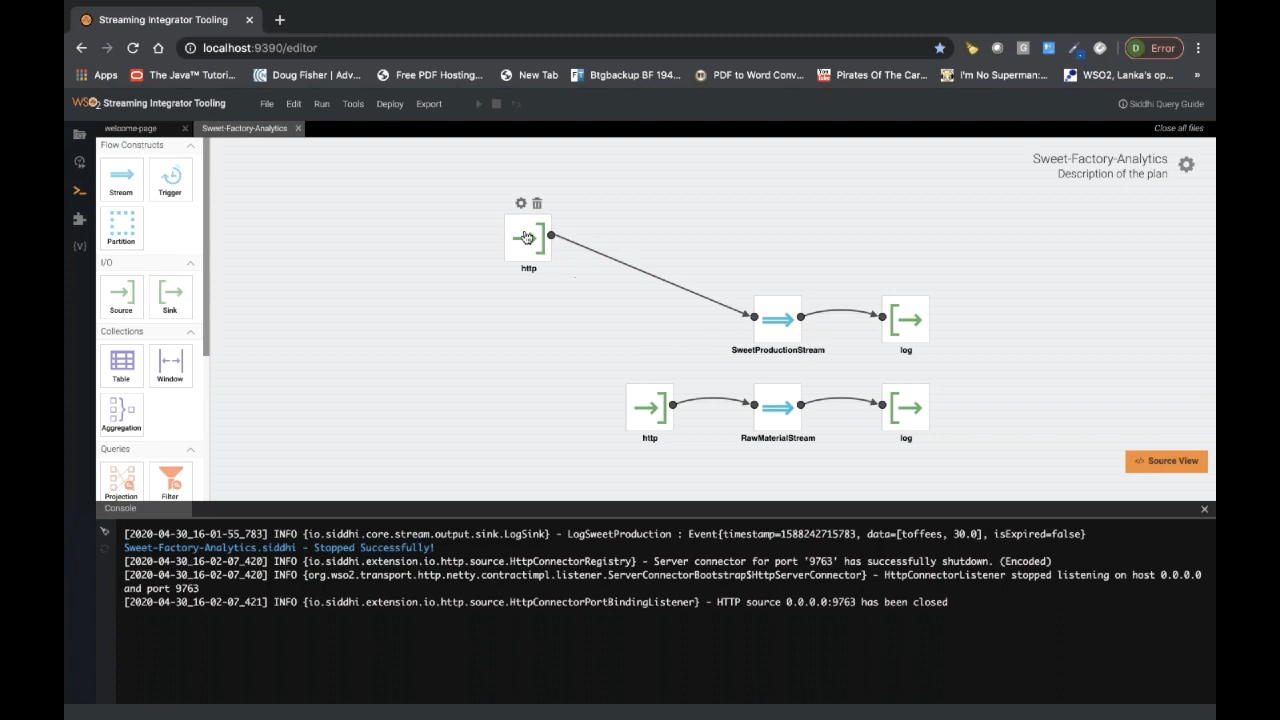 Streaming Integrator Tooling
localhost:9390/editor
D Error
Apps
The Java™ Tutori...
Doug Fisher | Adv...
Free PDF Hosting...
New Tab
Btgbackup BF 194...
PDF to Word Conv...
Pirates Of The Car...
I'm No Superman:...
WSO2, Lanka's op...
»
WSO2 Streaming Integrator Tooling
File Edit Run Tools Deploy Export
Siddhi Query Guide
welcome-page
Sweet-Factory-Analytics
Close all files
Flow Constructs
Stream
Trigger
Partition
I/O
Source
Sink
Collections
Table
Window
Aggregation
Queries
Projection
Filter
Sweet-Factory-Analytics
Description of the plan
http
SweetProductionStream
log
http
RawMaterialStream
log
</> Source View
Console
[2020-04-30_16-01-55_783] INFO {io.siddhi.core.stream.output.sink.LogSink} - LogSweetProduction : Event{timestamp=1588242715783, data=[toffees, 30.0], isExpired=false}
Sweet-Factory-Analytics.siddhi - Stopped Successfully!
[2020-04-30_16-02-07_420] INFO {io.siddhi.extension.io.http.source.HttpConnectorRegistry} - Server connector for port '9763' has successfully shutdown. (Encoded)
[2020-04-30_16-02-07_420] INFO {org.wso2.transport.http.netty.contractimpl.listener.ServerConnectorBootstrap$HttpServerConnector} - HttpConnectorListener stopped listening on host 0.0.0.0
and port 9763
[2020-04-30_16-02-07_421] INFO {io.siddhi.extension.io.http.source.HttpConnectorPortBindingListener} - HTTP source 0.0.0.0:9763 has been closed